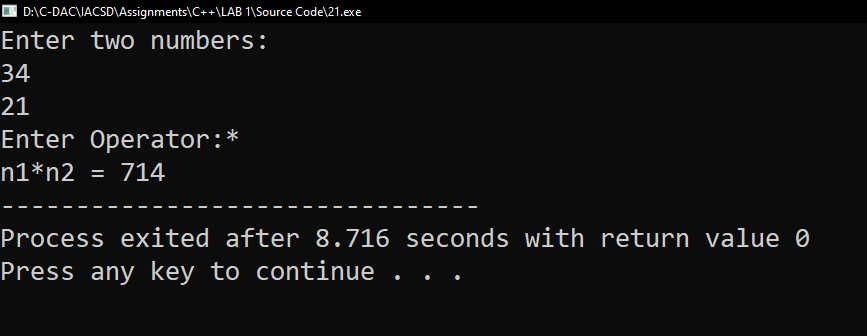 D:\C-DAC\IACSD\Assignments\C++\LAB 1\Source Code\21.exe
Enter two numbers:
34
21
Enter Operator:*
n1*n2 = 714
--------------------------------
Process exited after 8.716 seconds with return value 0
Press any key to continue . . .